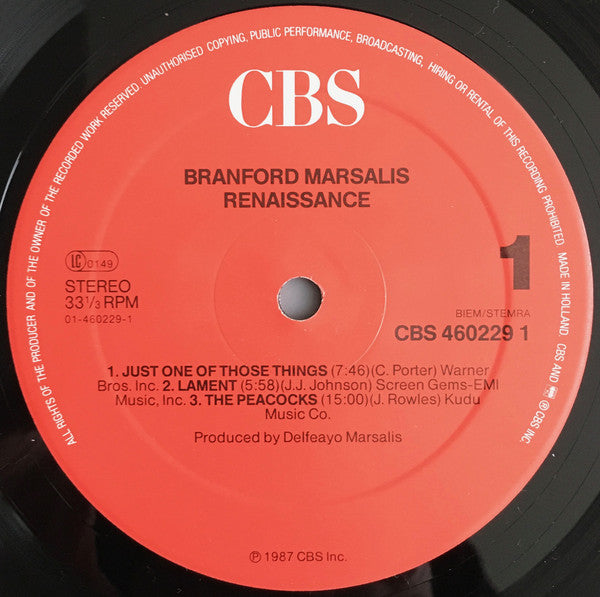 ALL RIGHTS OF THE PRODUCER AND OF THE OWNER OF THE RECORDED WORK RESERVED. UNAUTHORISED COPYING, PUBLIC PERFORMANCE, BROADCASTING, HIRING OR RENTAL OF THIS RECORDING PROHIBITED. MADE IN HOLLAND CBS AND ℗ CBS INC.
CBS
BRANFORD MARSALIS
RENAISSANCE
LC 0149
STEREO
33 1/3 RPM
01-460229-1
1
BIEM/STEMRA
CBS 460229 1
1. JUST ONE OF THOSE THINGS (7:46)(C. Porter) Warner
Bros. Inc. 2. LAMENT (5:58)(J.J. Johnson) Screen Gems-EMI
Music, Inc. 3. THE PEACOCKS (15:00)(J. Rowles) Kudu
Music Co.
Produced by Delfeayo Marsalis
℗ 1987 CBS Inc.